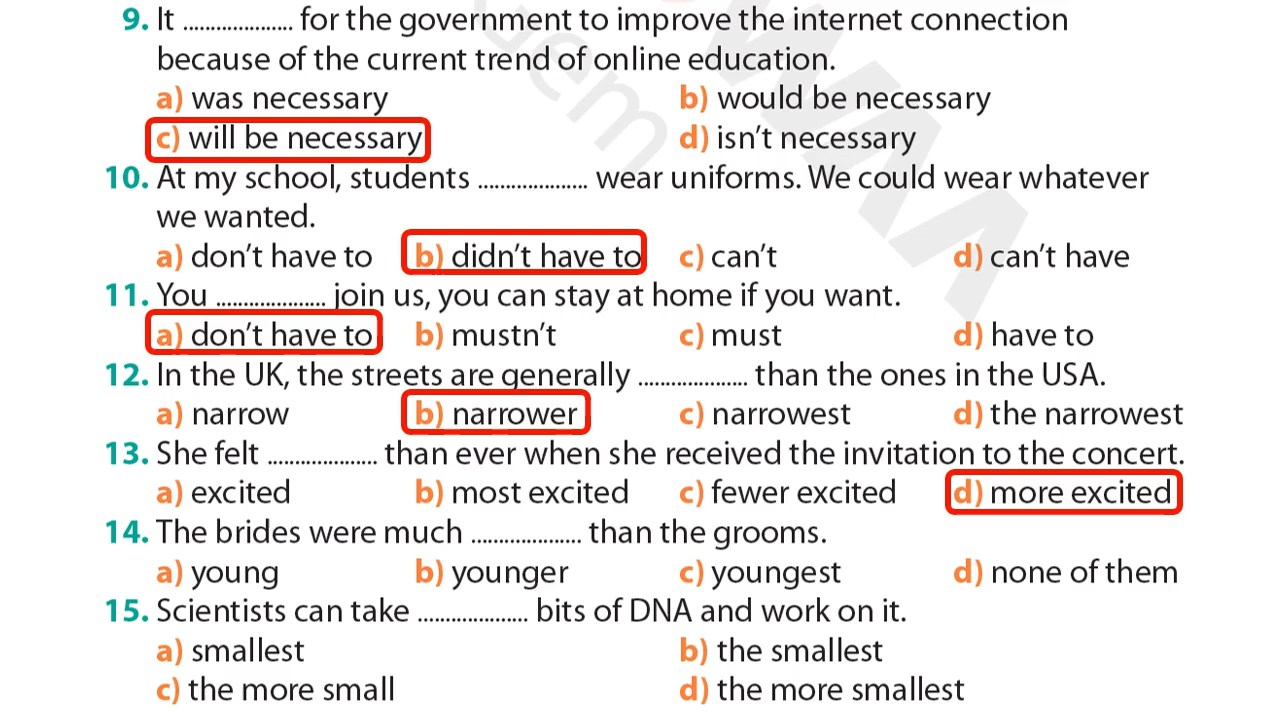 9. It .................... for the government to improve the internet connection
because of the current trend of online education.
a) was necessary b) would be necessary
c) will be necessary d) isn’t necessary
10. At my school, students .................... wear uniforms. We could wear whatever
we wanted.
a) don’t have to b) didn’t have to c) can’t d) can’t have
11. You .................... join us, you can stay at home if you want.
a) don’t have to b) mustn’t c) must d) have to
12. In the UK, the streets are generally .................... than the ones in the USA.
a) narrow b) narrower c) narrowest d) the narrowest
13. She felt .................... than ever when she received the invitation to the concert.
a) excited b) most excited c) fewer excited d) more excited
14. The brides were much .................... than the grooms.
a) young b) younger c) youngest d) none of them
15. Scientists can take .................... bits of DNA and work on it.
a) smallest b) the smallest
c) the more small d) the more smallest